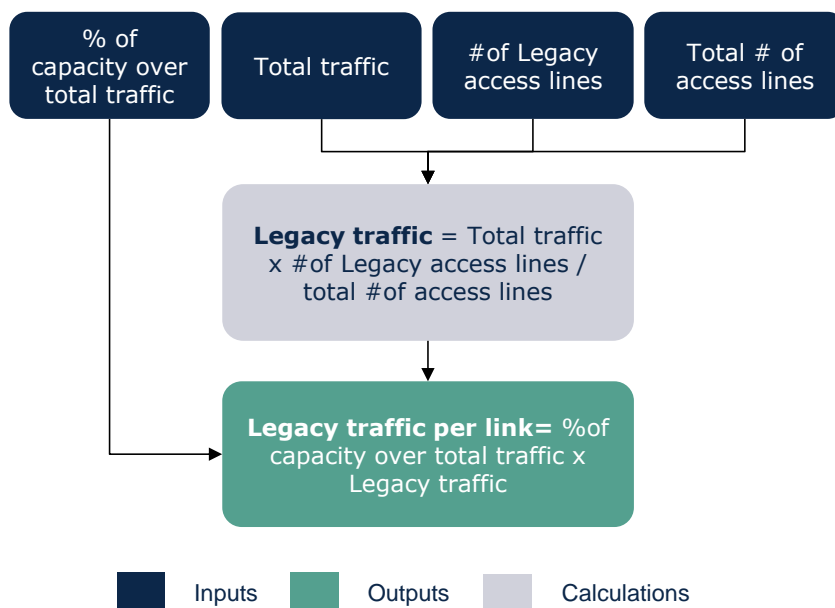 % of
capacity over
total traffic
Total traffic
#of Legacy
access lines
Total # of
access lines
Legacy traffic = Total traffic
x #of Legacy access lines /
total #of access lines
Legacy traffic per link= %of
capacity over total traffic x
Legacy traffic
Inputs
Outputs
Calculations